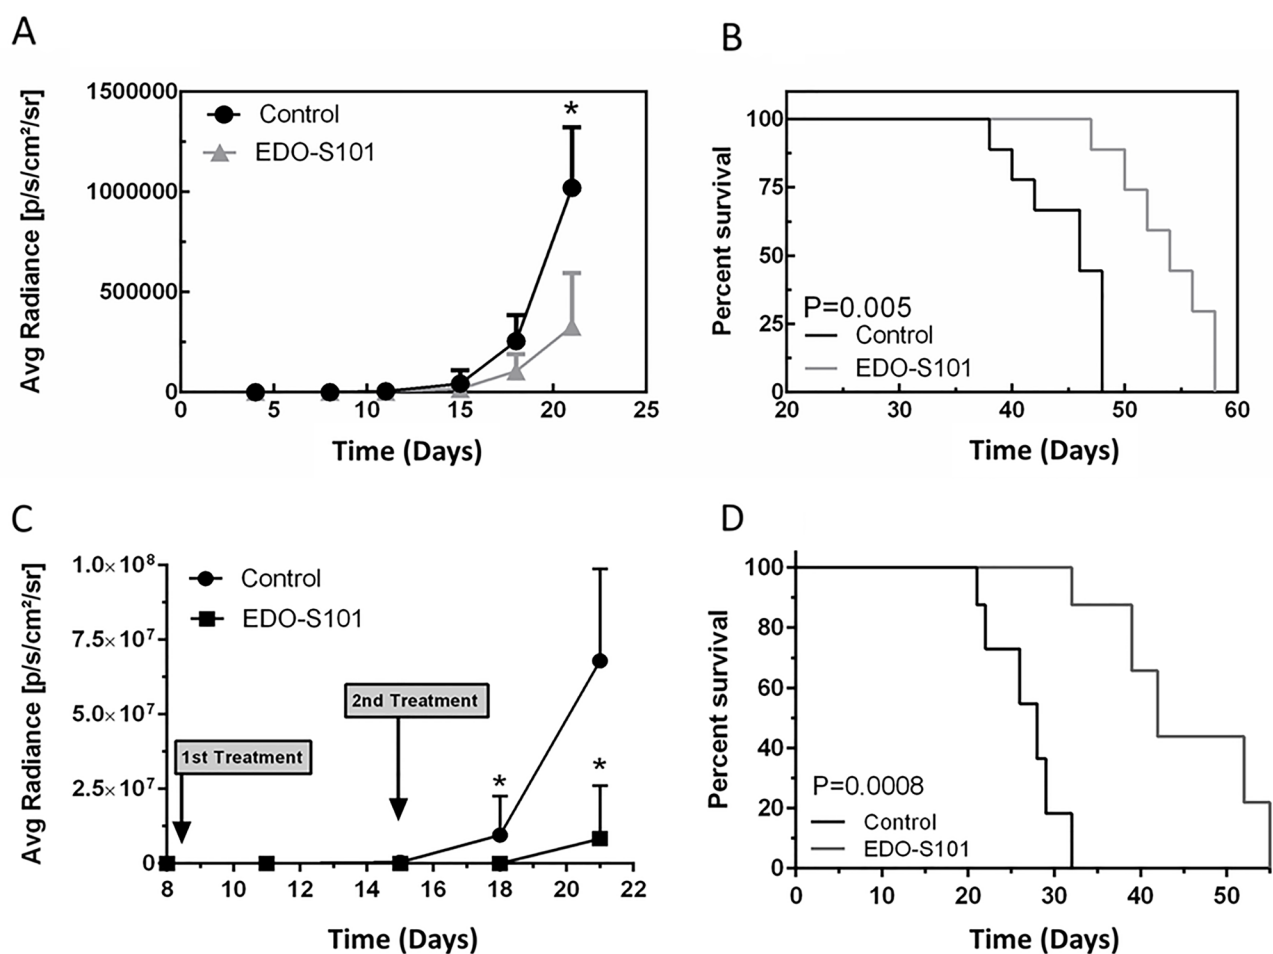 A
Avg Radiance [p/s/cm²/sr]
1500000
1000000
500000
0
Control
EDO-S101
*
0 5 10 15 20 25
Time (Days)
B
Percent survival
100
75
50
25
0
P=0.005
Control
EDO-S101
20 30 40 50 60
Time (Days)
C
Avg Radiance [p/s/cm²/sr]
1.0×10⁸
7.5×10⁷
5.0×10⁷
2.5×10⁷
0
Control
EDO-S101
2nd Treatment
1st Treatment
*
*
8 10 12 14 16 18 20 22
Time (Days)
D
Percent survival
100
80
60
40
20
0
P=0.0008
Control
EDO-S101
0 10 20 30 40 50
Time (Days)